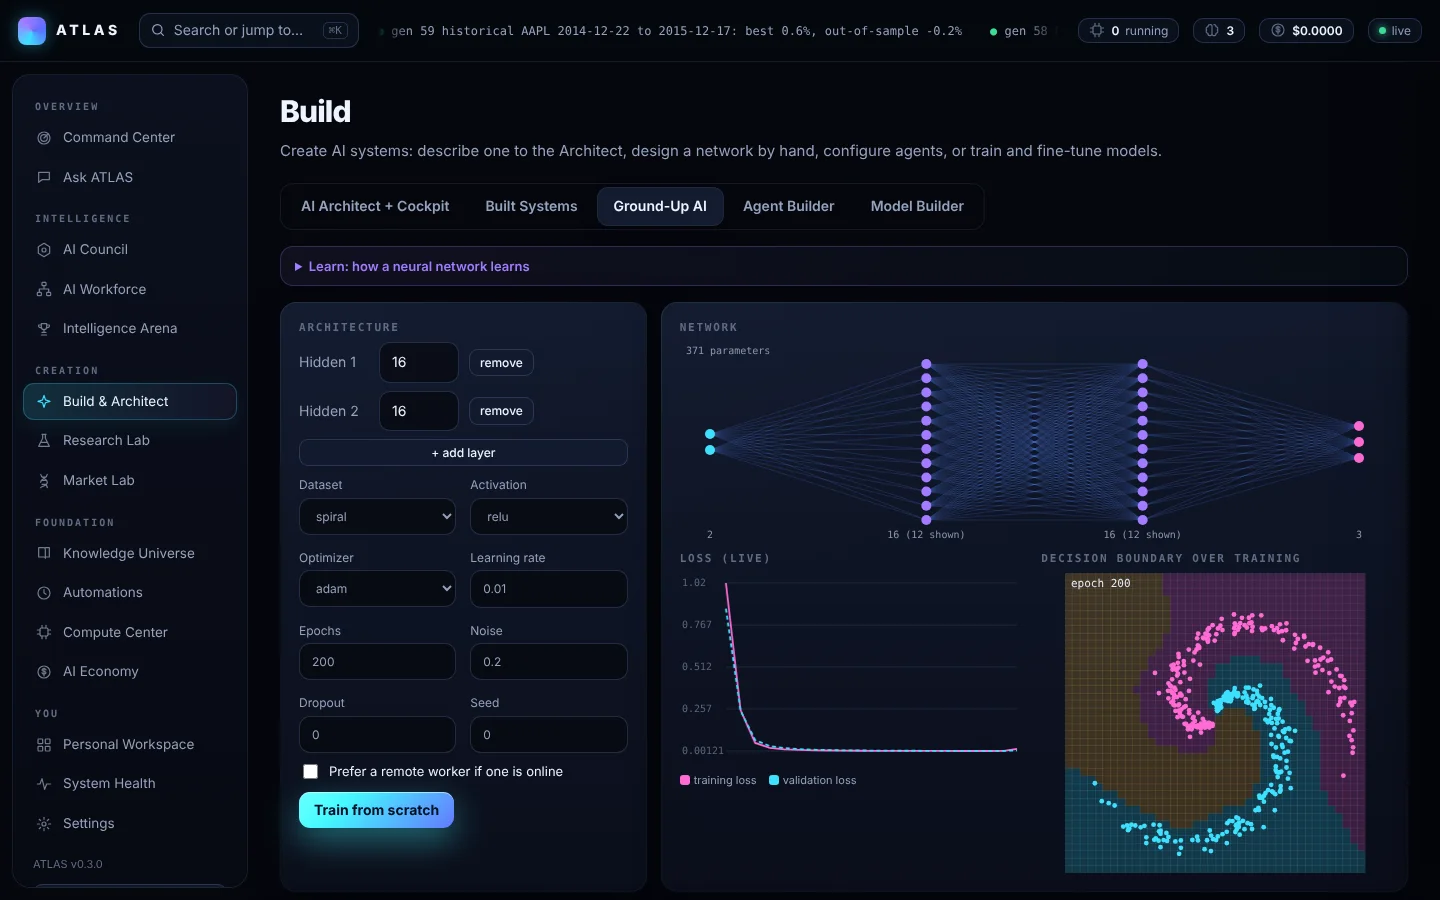 ATLAS
Search or jump to... ⌘K
gen 59 historical AAPL 2014-12-22 to 2015-12-17: best 0.6%, out-of-sample -0.2%
gen 58
0 running
3
$0.0000
live
OVERVIEW
Command Center
Ask ATLAS
INTELLIGENCE
AI Council
AI Workforce
Intelligence Arena
CREATION
Build & Architect
Research Lab
Market Lab
FOUNDATION
Knowledge Universe
Automations
Compute Center
AI Economy
YOU
Personal Workspace
System Health
Settings
ATLAS v0.3.0
Build
Create AI systems: describe one to the Architect, design a network by hand, configure agents, or train and fine-tune models.
AI Architect + Cockpit
Built Systems
Ground-Up AI
Agent Builder
Model Builder
Learn: how a neural network learns
ARCHITECTURE
Hidden 1 16 remove
Hidden 2 16 remove
+ add layer
Dataset Activation
spiral relu
Optimizer Learning rate
adam 0.01
Epochs Noise
200 0.2
Dropout Seed
0 0
Prefer a remote worker if one is online
Train from scratch
NETWORK
371 parameters
2 16 (12 shown) 16 (12 shown) 3
LOSS (LIVE)
1.02
0.767
0.512
0.257
0.00121
training loss validation loss
DECISION BOUNDARY OVER TRAINING
epoch 200